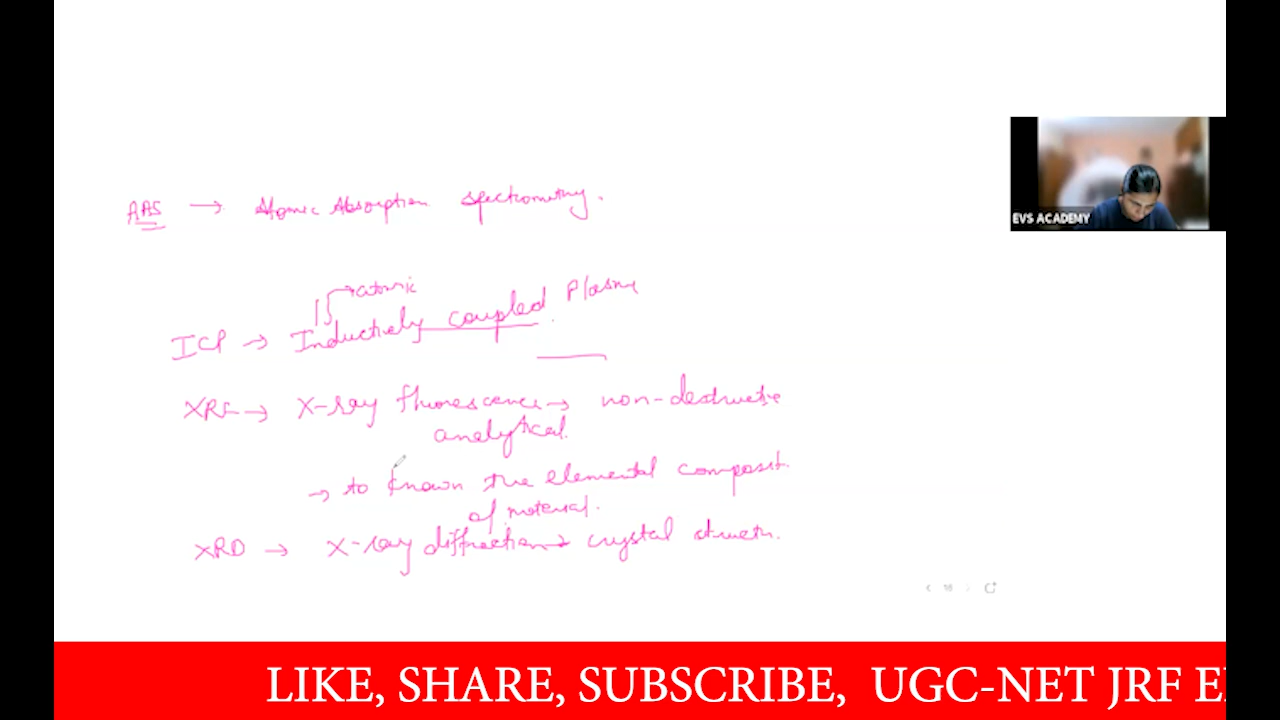 AAS → Atomic Absorption spectrometry.
EVS ACADEMY
atomic
ICP → Inductively coupled Plasma
XRF → X-ray fluorescence → non-destructive
analytical.
→ to known the elemental composit.
of material.
XRD → X-ray diffraction → crystal
< 16 >
LIKE, SHARE, SUBSCRIBE, UGC-NET JRF E